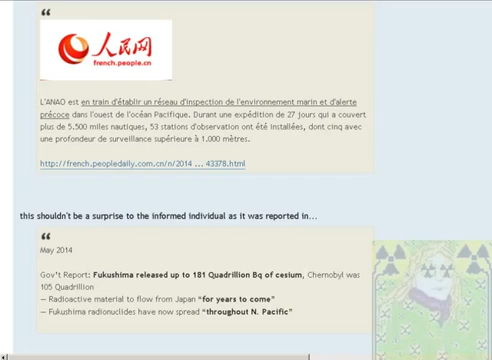 “
人民网
french.people.cn
L'ANAO est en train d'établir un réseau d'inspection de l'environnement marin et d'alerte
précoce dans l'ouest de l'océan Pacifique. Durant une expédition de 27 jours qui a couvert
plus de 5.500 miles nautiques, 53 stations d'observation ont été installées, dont cinq avec
une profondeur de surveillance supérieure à 1.000 mètres.
http://french.peopledaily.com.cn/n/2014 ... 43378.html
this shouldn't be a surprise to the informed individual as it was reported in...
“
May 2014
Gov't Report: Fukushima released up to 181 Quadrillion Bq of cesium, Chernobyl was
105 Quadrillion
— Radioactive material to flow from Japan “for years to come”
— Fukushima radionuclides have now spread “throughout N. Pacific”